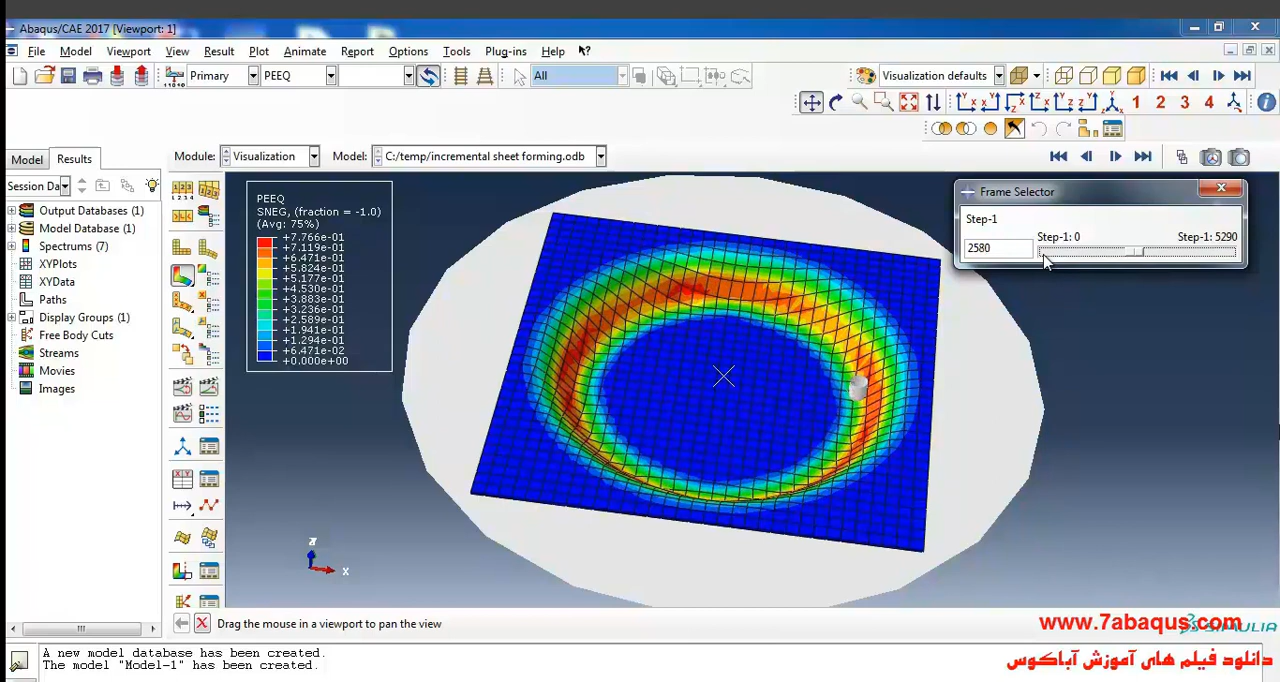 Abaqus/CAE 2017 [Viewport: 1]
File Model Viewport View Result Plot Animate Report Options Tools Plug-ins Help
Primary PEEQ All Visualization defaults
1 2 3 4
Model Results Module: Visualization Model: C:/temp/incremental sheet forming.odb
Session Da
Output Databases (1)
Model Database (1)
Spectrums (7)
XYPlots
XYData
Paths
Display Groups (1)
Free Body Cuts
Streams
Movies
Images
PEEQ
SNEG, (fraction = -1.0)
(Avg: 75%)
+7.766e-01
+7.119e-01
+6.471e-01
+5.824e-01
+5.177e-01
+4.530e-01
+3.883e-01
+3.236e-01
+2.589e-01
+1.941e-01
+1.294e-01
+6.471e-02
+0.000e+00
Frame Selector
Step-1
Step-1: 0 Step-1: 5290
2580
X
Drag the mouse in a viewport to pan the view
www.7abaqus.com
SIMULIA
A new model database has been created.
The model "Model-1" has been created.
دانلود فیلم های آموزش آباکوس